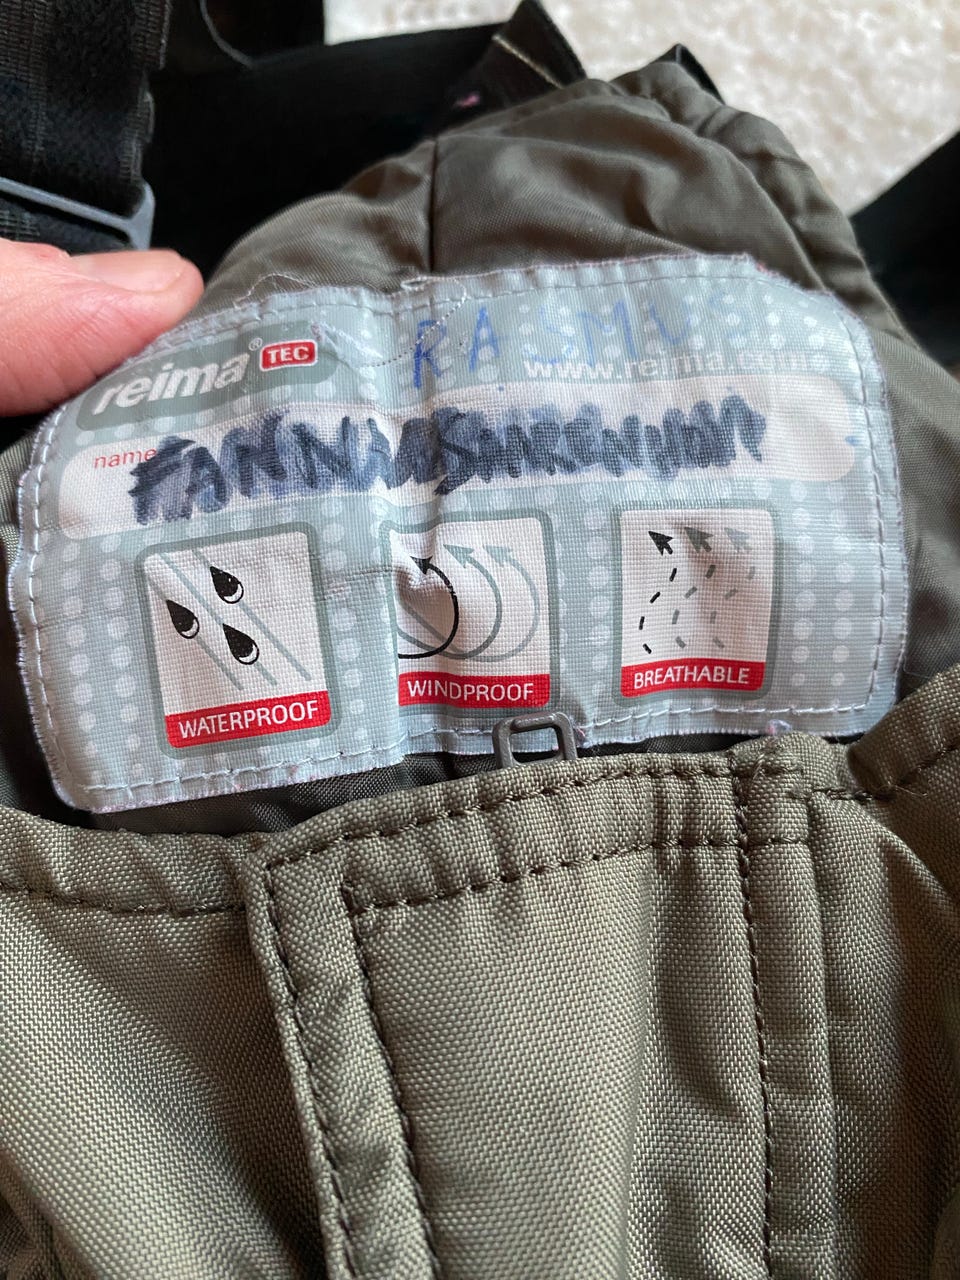 reima® TEC
RASMUS
www.reima.com
name
WATERPROOF
WINDPROOF
BREATHABLE